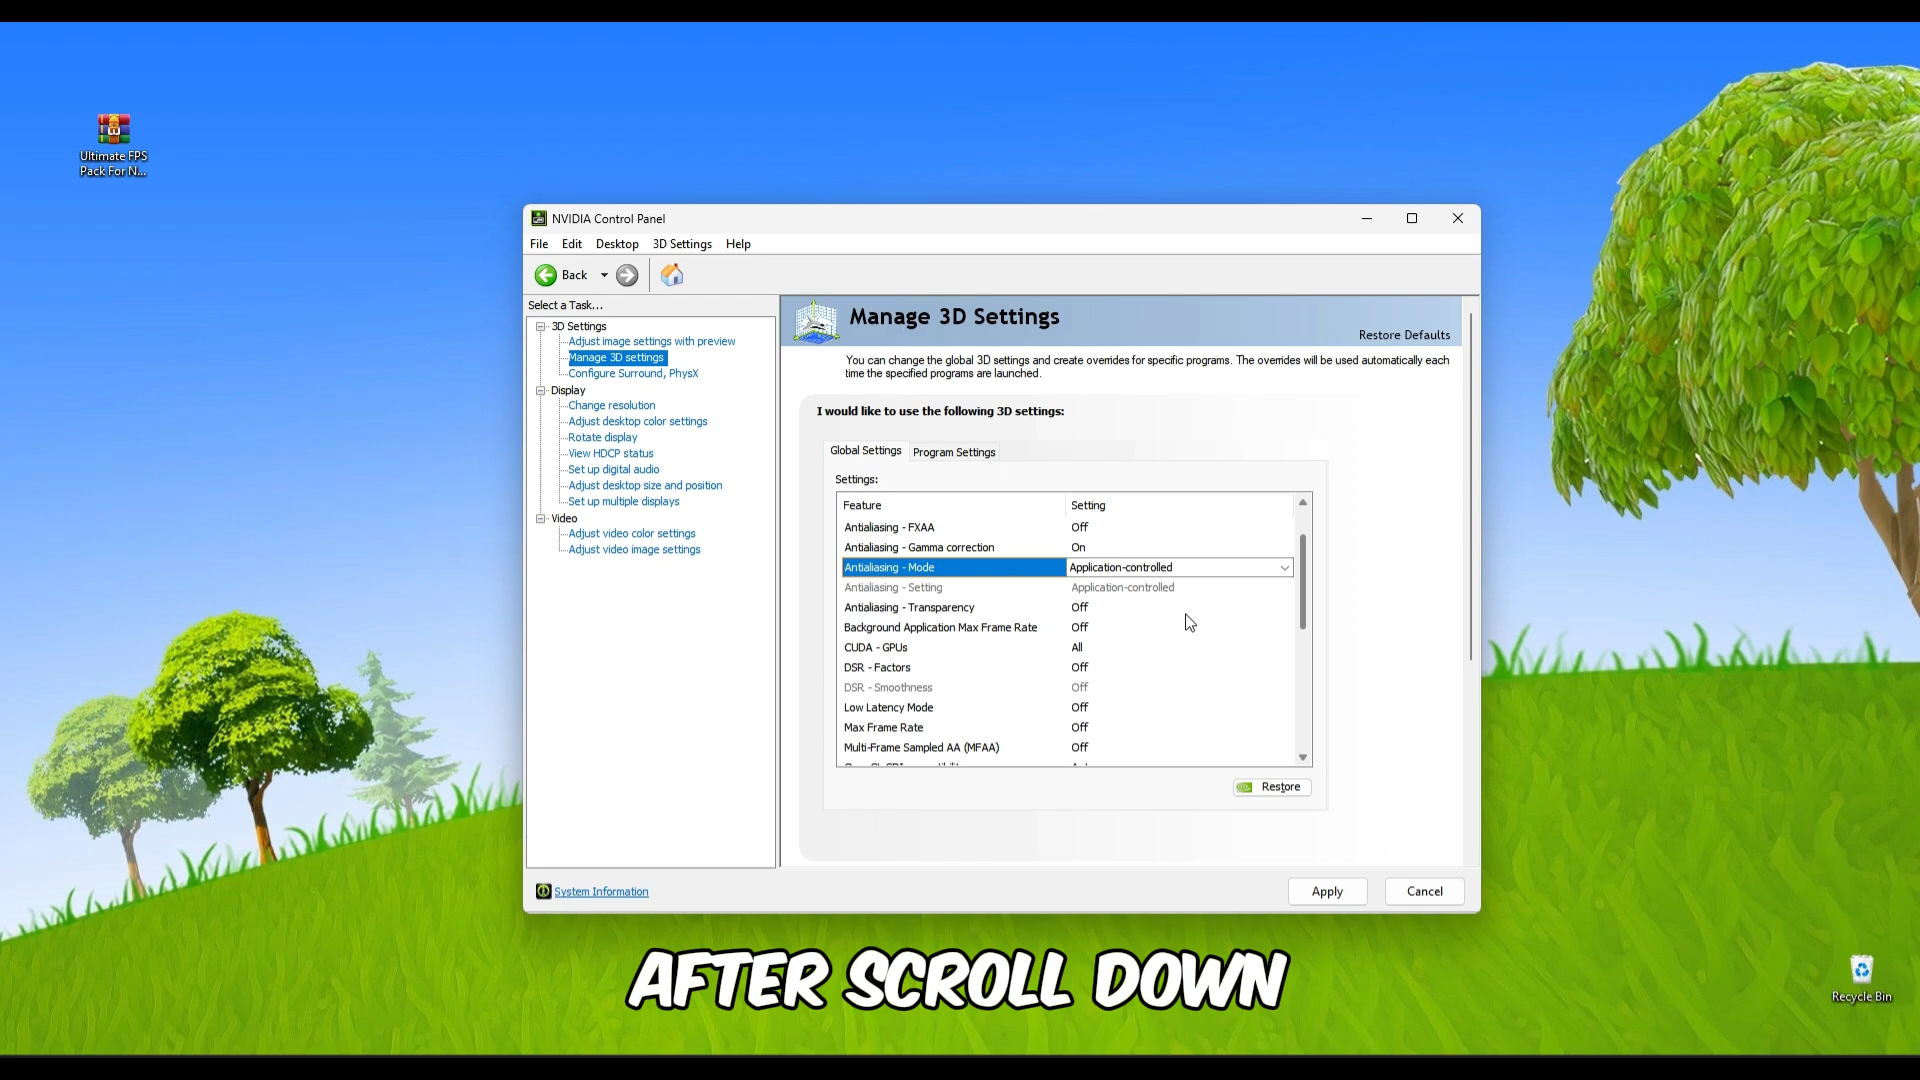 Ultimate FPS
Pack For N...
NVIDIA Control Panel
File Edit Desktop 3D Settings Help
Back
Select a Task...
3D Settings
Adjust image settings with preview
Manage 3D settings
Configure Surround, PhysX
Display
Change resolution
Adjust desktop color settings
Rotate display
View HDCP status
Set up digital audio
Adjust desktop size and position
Set up multiple displays
Video
Adjust video color settings
Adjust video image settings
System Information
Manage 3D Settings
Restore Defaults
You can change the global 3D settings and create overrides for specific programs. The overrides will be used automatically each
time the specified programs are launched.
I would like to use the following 3D settings:
Global Settings Program Settings
Settings:
Feature Setting
Antialiasing - FXAA Off
Antialiasing - Gamma correction On
Antialiasing - Mode Application-controlled
Antialiasing - Setting Application-controlled
Antialiasing - Transparency Off
Background Application Max Frame Rate Off
CUDA - GPUs All
DSR - Factors Off
DSR - Smoothness Off
Low Latency Mode Off
Max Frame Rate Off
Multi-Frame Sampled AA (MFAA) Off
Restore
Apply Cancel
AFTER SCROLL DOWN
Recycle Bin